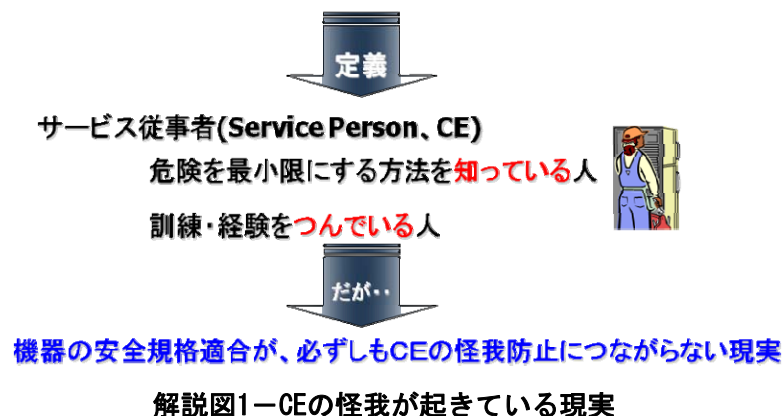 定義
サービス従事者(Service Person、CE)
危険を最小限にする方法を知っている人
訓練・経験をつんでいる人
だが・・
機器の安全規格適合が、必ずしもCEの怪我防止につながらない現実
解説図1－CEの怪我が起きている現実